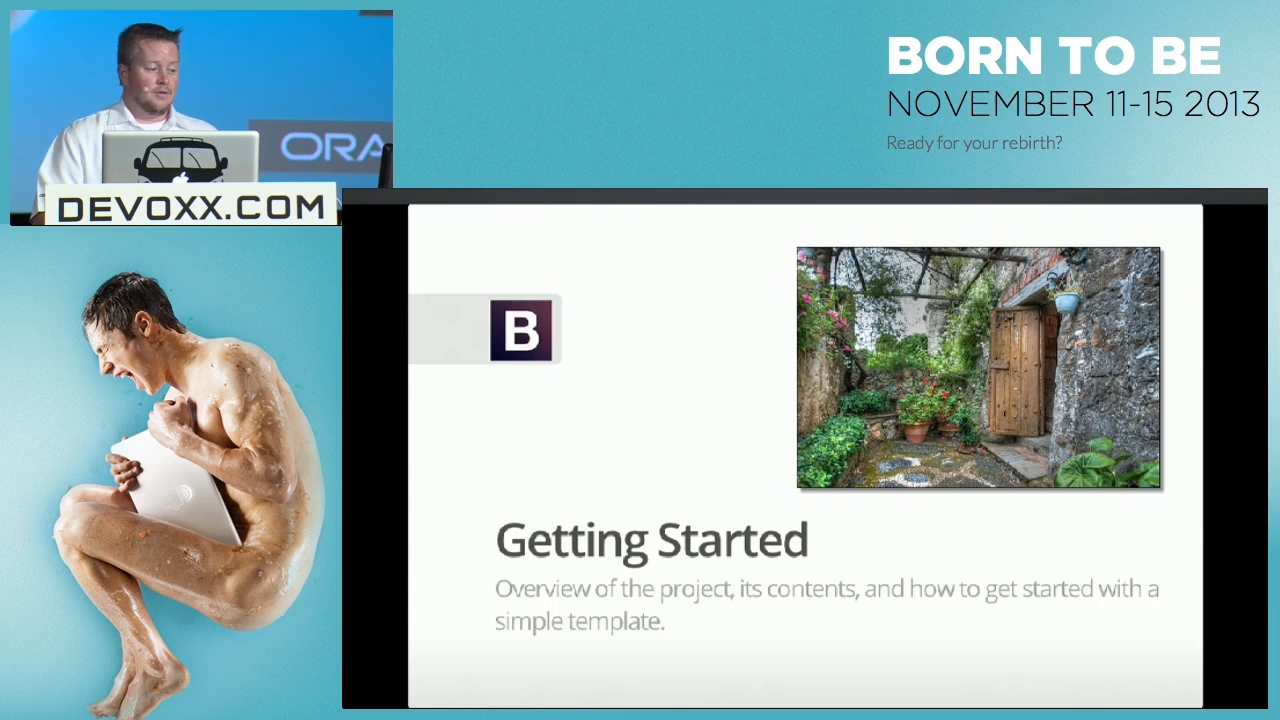 BORN TO BE
NOVEMBER 11-15 2013
Ready for your rebirth?
ORA
DEVOXX.COM
B
Getting Started
Overview of the project, its contents, and how to get started with a
simple template.